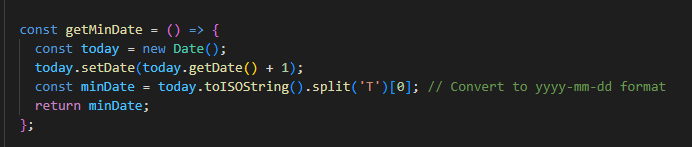 const getMinDate = () => {
  const today = new Date();
  today.setDate(today.getDate() + 1);
  const minDate = today.toISOString().split('T')[0]; // Convert to yyyy-mm-dd format
  return minDate;
};